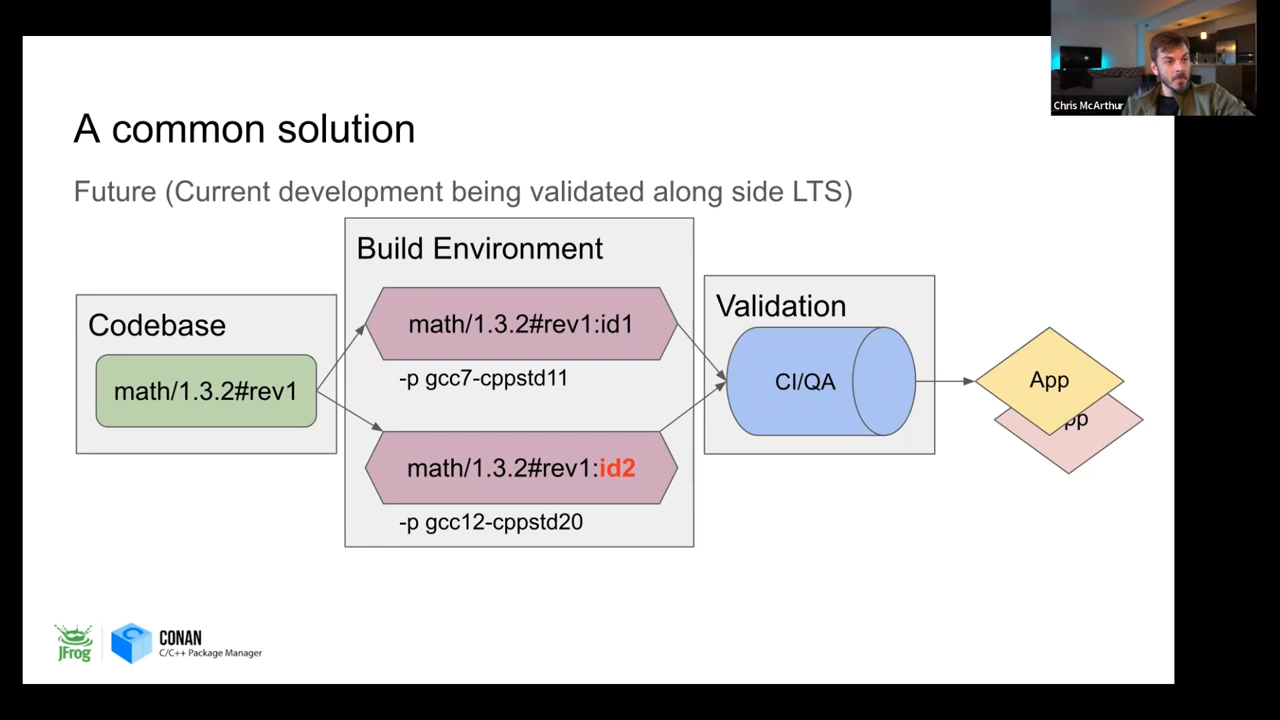 Chris McArthur
A common solution
Future (Current development being validated along side LTS)
Build Environment
Codebase
math/1.3.2#rev1
math/1.3.2#rev1:id1
-p gcc7-cppstd11
math/1.3.2#rev1:id2
-p gcc12-cppstd20
Validation
CI/QA
App
pp
JFrog
CONAN
C/C++ Package Manager